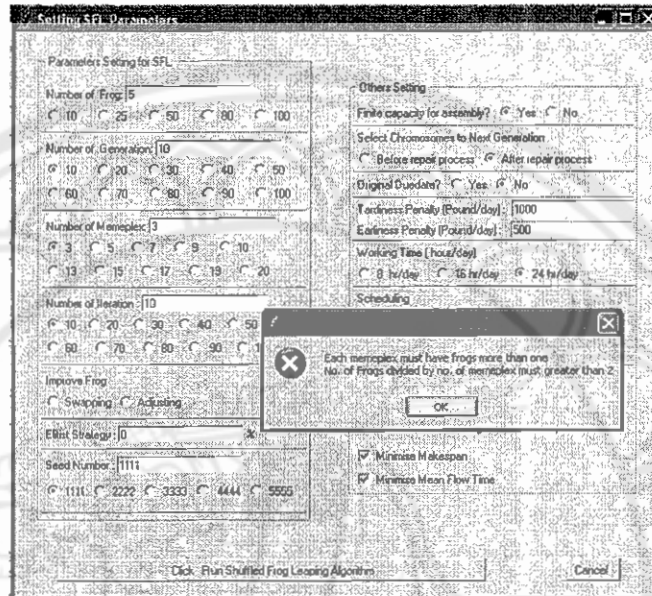 Setting SFL Parameters
Parameters Setting for SFL
Number of Frog: 5
10 25 50 80 100
Number of Generation: 10
10 20 30 40 50
60 70 80 90 100
Number of Memeplex: 3
3 5 7 9 10
13 15 17 19 20
Number of Iteration : 10
10 20 30 40 50
60 70 80 90
Improve Frog
Swapping Adjusting
Elitist Strategy : 0 %
Seed Number : 1111
1111 2222 3333 4444 5555
Others Setting
Finite capacity for assembly? Yes No
Select Chromosomes to Next Generation
Before repair process After repair process
Original Duedate? Yes No
Tardiness Penalty (Pound/day) : 1000
Earliness Penalty (Pound/day) : 500
Working Time [hour/day]
8 hr/day 16 hr/day 24 hr/day
Scheduling
Each memeplex must have frogs more than one
No. of Frogs divided by no. of memeplex must greater than 2
OK
Minimise Makespan
Minimise Mean Flow Time
Click Run Shuffled Frog Leaping Algorithm
Cancel